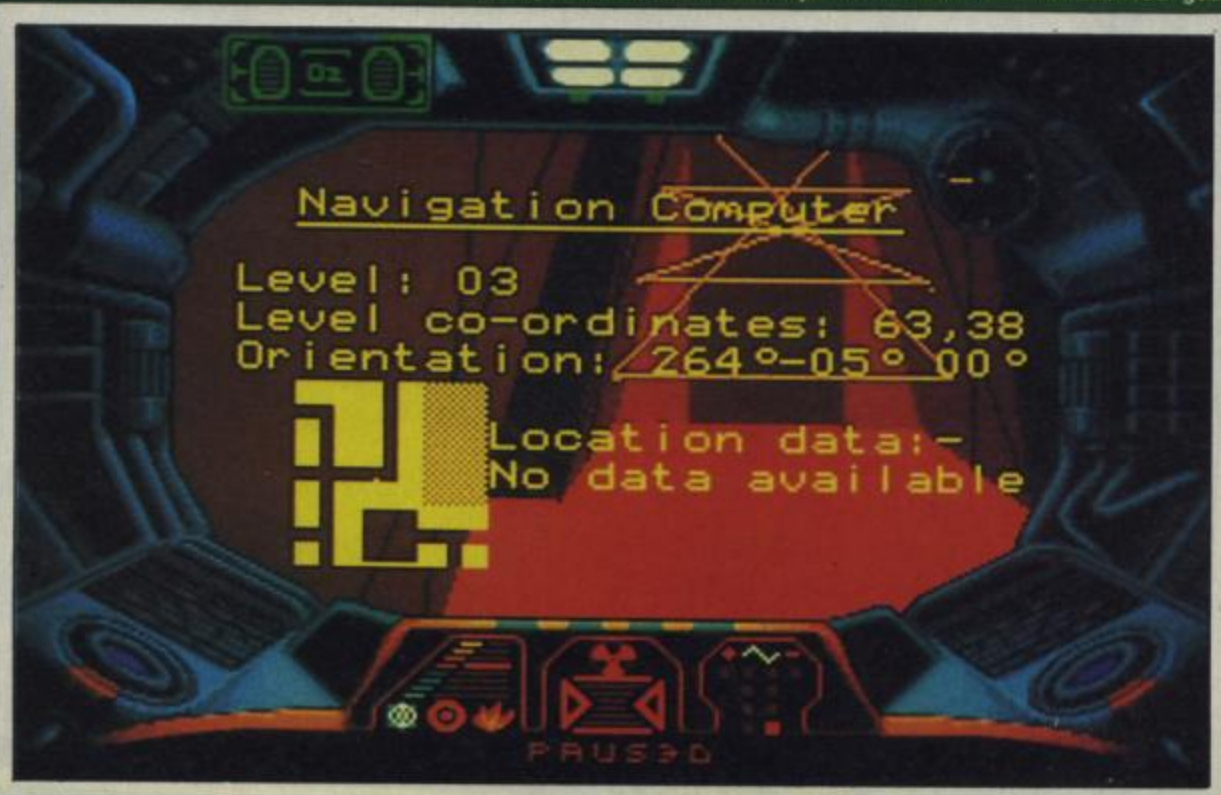 O₂
Navigation Computer
Level: 03
Level co-ordinates: 63,38
Orientation: 264°-05° 00°
Location data:-
No data available
PAUSED